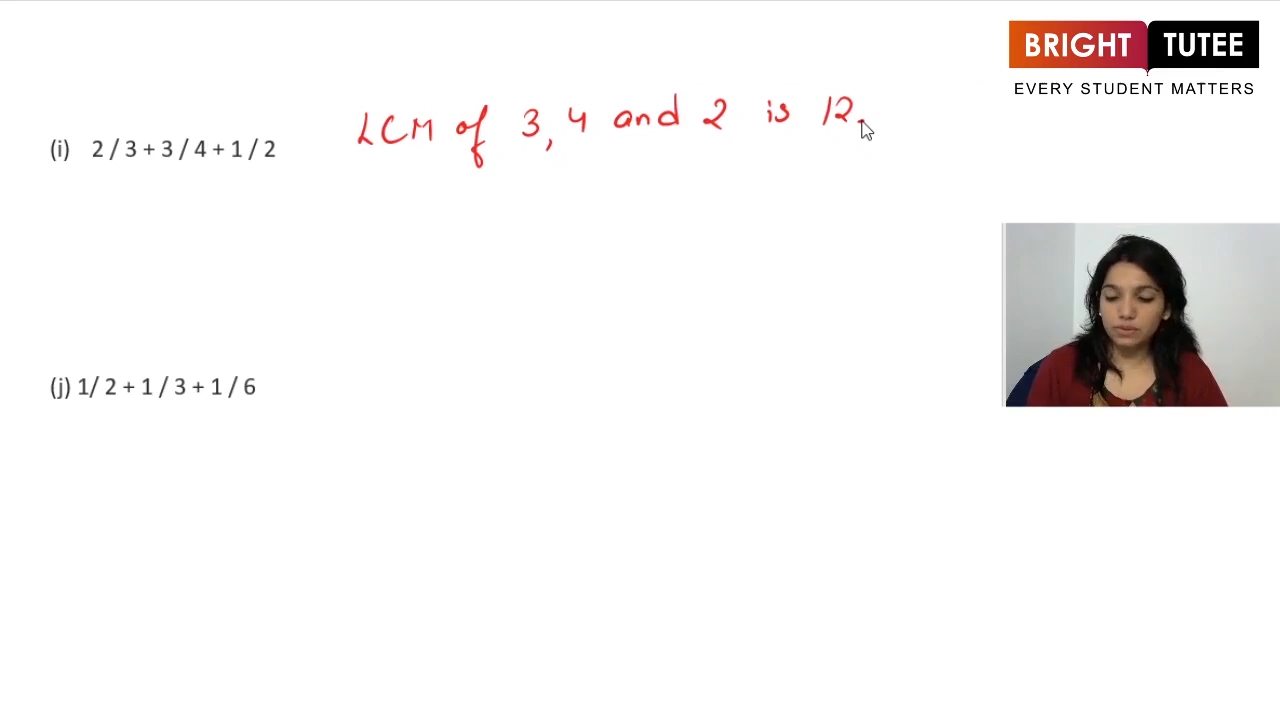 BRIGHT TUTEE
EVERY STUDENT MATTERS
LCM of 3, 4 and 2 is 12.
(i) 2 / 3 + 3 / 4 + 1 / 2
(j) 1/ 2 + 1 / 3 + 1 / 6